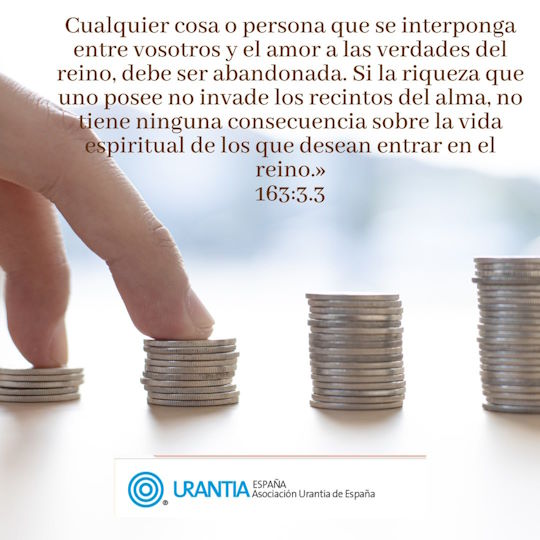 Cualquier cosa o persona que se interponga
entre vosotros y el amor a las verdades del
reino, debe ser abandonada. Si la riqueza que
uno posee no invade los recintos del alma, no
tiene ninguna consecuencia sobre la vida
espiritual de los que desean entrar en el
reino.»
163:3.3
URANTIA ESPAÑA
® Asociación Urantia de España